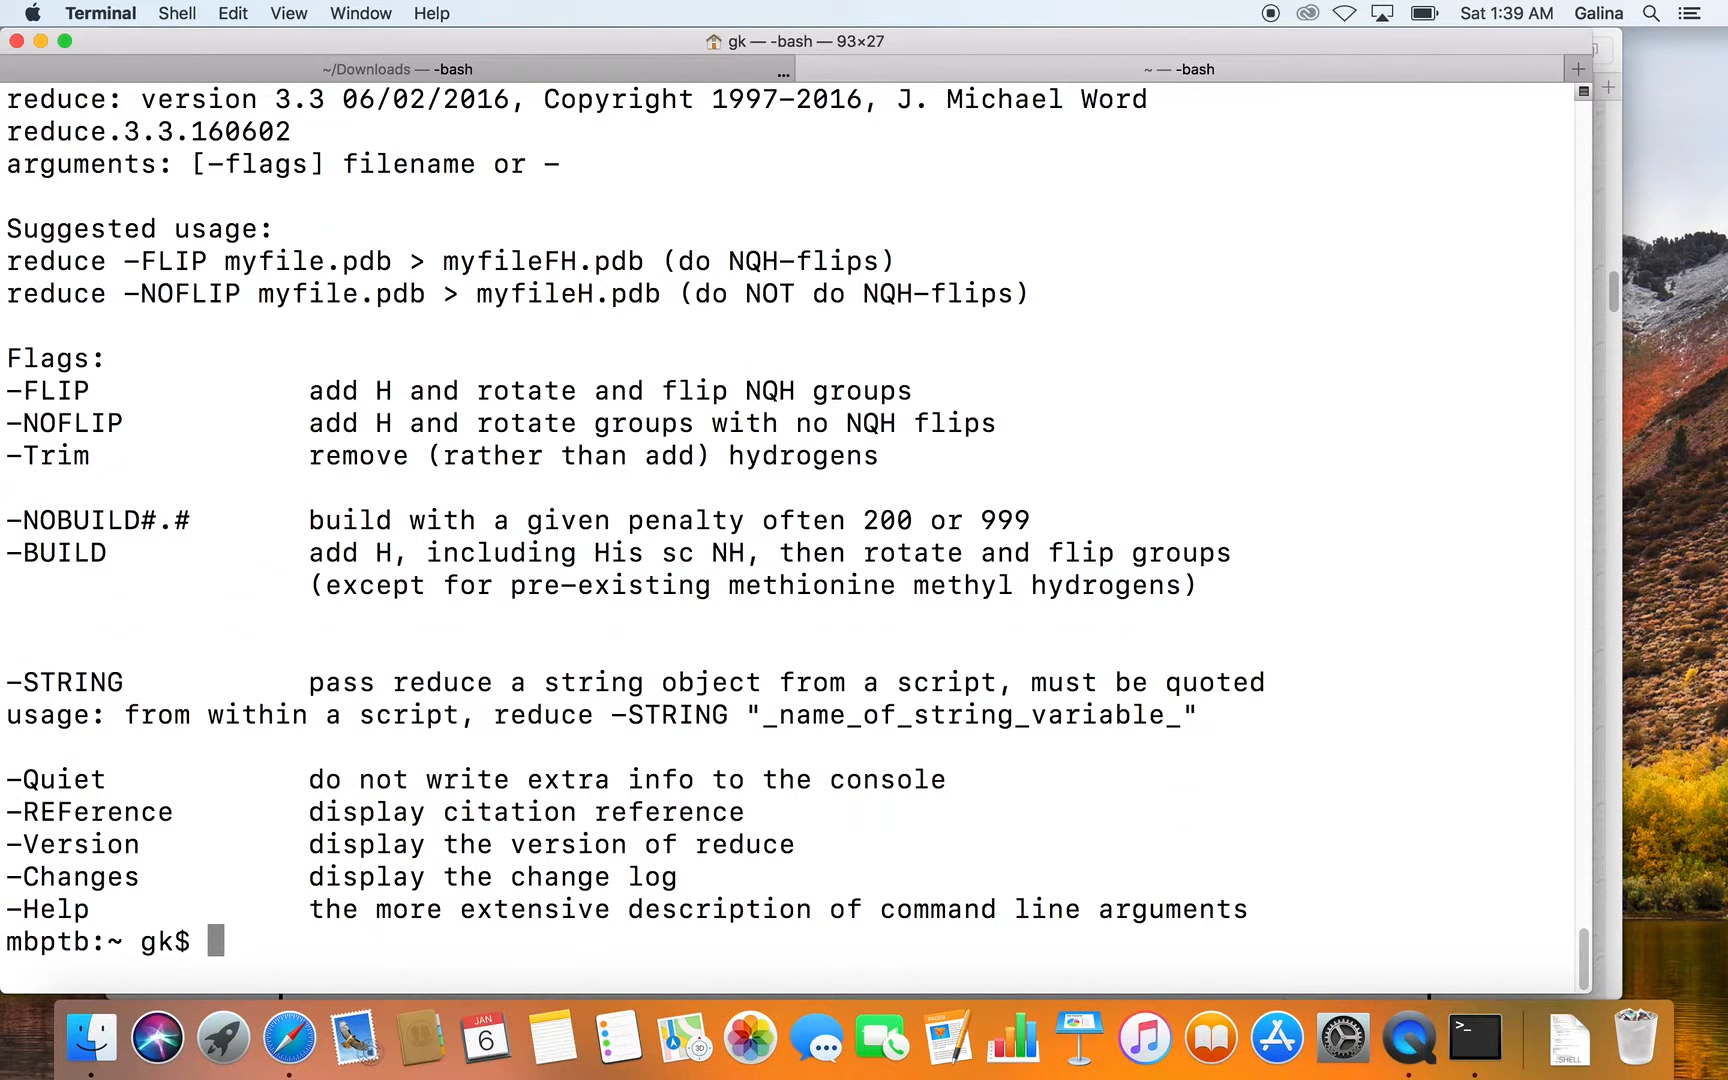 Terminal Shell Edit View Window Help Sat 1:39 AM Galina
gk — -bash — 93×27
~/Downloads — -bash ... ~ — -bash
reduce: version 3.3 06/02/2016, Copyright 1997-2016, J. Michael Word
reduce.3.3.160602
arguments: [-flags] filename or -
Suggested usage:
reduce -FLIP myfile.pdb > myfileFH.pdb (do NQH-flips)
reduce -NOFLIP myfile.pdb > myfileH.pdb (do NOT do NQH-flips)
Flags:
-FLIP add H and rotate and flip NQH groups
-NOFLIP add H and rotate groups with no NQH flips
-Trim remove (rather than add) hydrogens
-NOBUILD#.# build with a given penalty often 200 or 999
-BUILD add H, including His sc NH, then rotate and flip groups
(except for pre-existing methionine methyl hydrogens)
-STRING pass reduce a string object from a script, must be quoted
usage: from within a script, reduce -STRING "_name_of_string_variable_"
-Quiet do not write extra info to the console
-REFerence display citation reference
-Version display the version of reduce
-Changes display the change log
-Help the more extensive description of command line arguments
mbptb:~ gk$
JAN
6
3D
PAGES
>_
SHELL